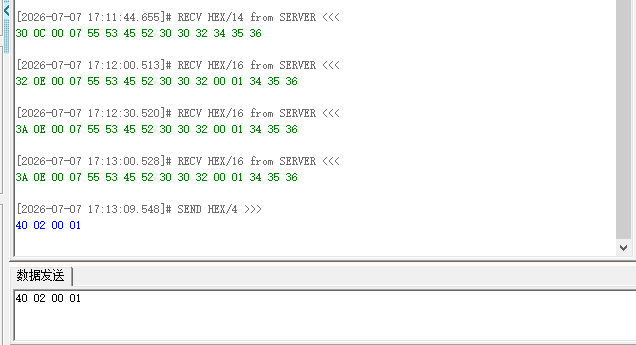 [2026-07-07 17:11:44.655]# RECV HEX/14 from SERVER <<<
30 0C 00 07 55 53 45 52 30 30 32 34 35 36
[2026-07-07 17:12:00.513]# RECV HEX/16 from SERVER <<<
32 0E 00 07 55 53 45 52 30 30 32 00 01 34 35 36
[2026-07-07 17:12:30.520]# RECV HEX/16 from SERVER <<<
3A 0E 00 07 55 53 45 52 30 30 32 00 01 34 35 36
[2026-07-07 17:13:00.528]# RECV HEX/16 from SERVER <<<
3A 0E 00 07 55 53 45 52 30 30 32 00 01 34 35 36
[2026-07-07 17:13:09.548]# SEND HEX/4 >>>
40 02 00 01
数据发送
40 02 00 01